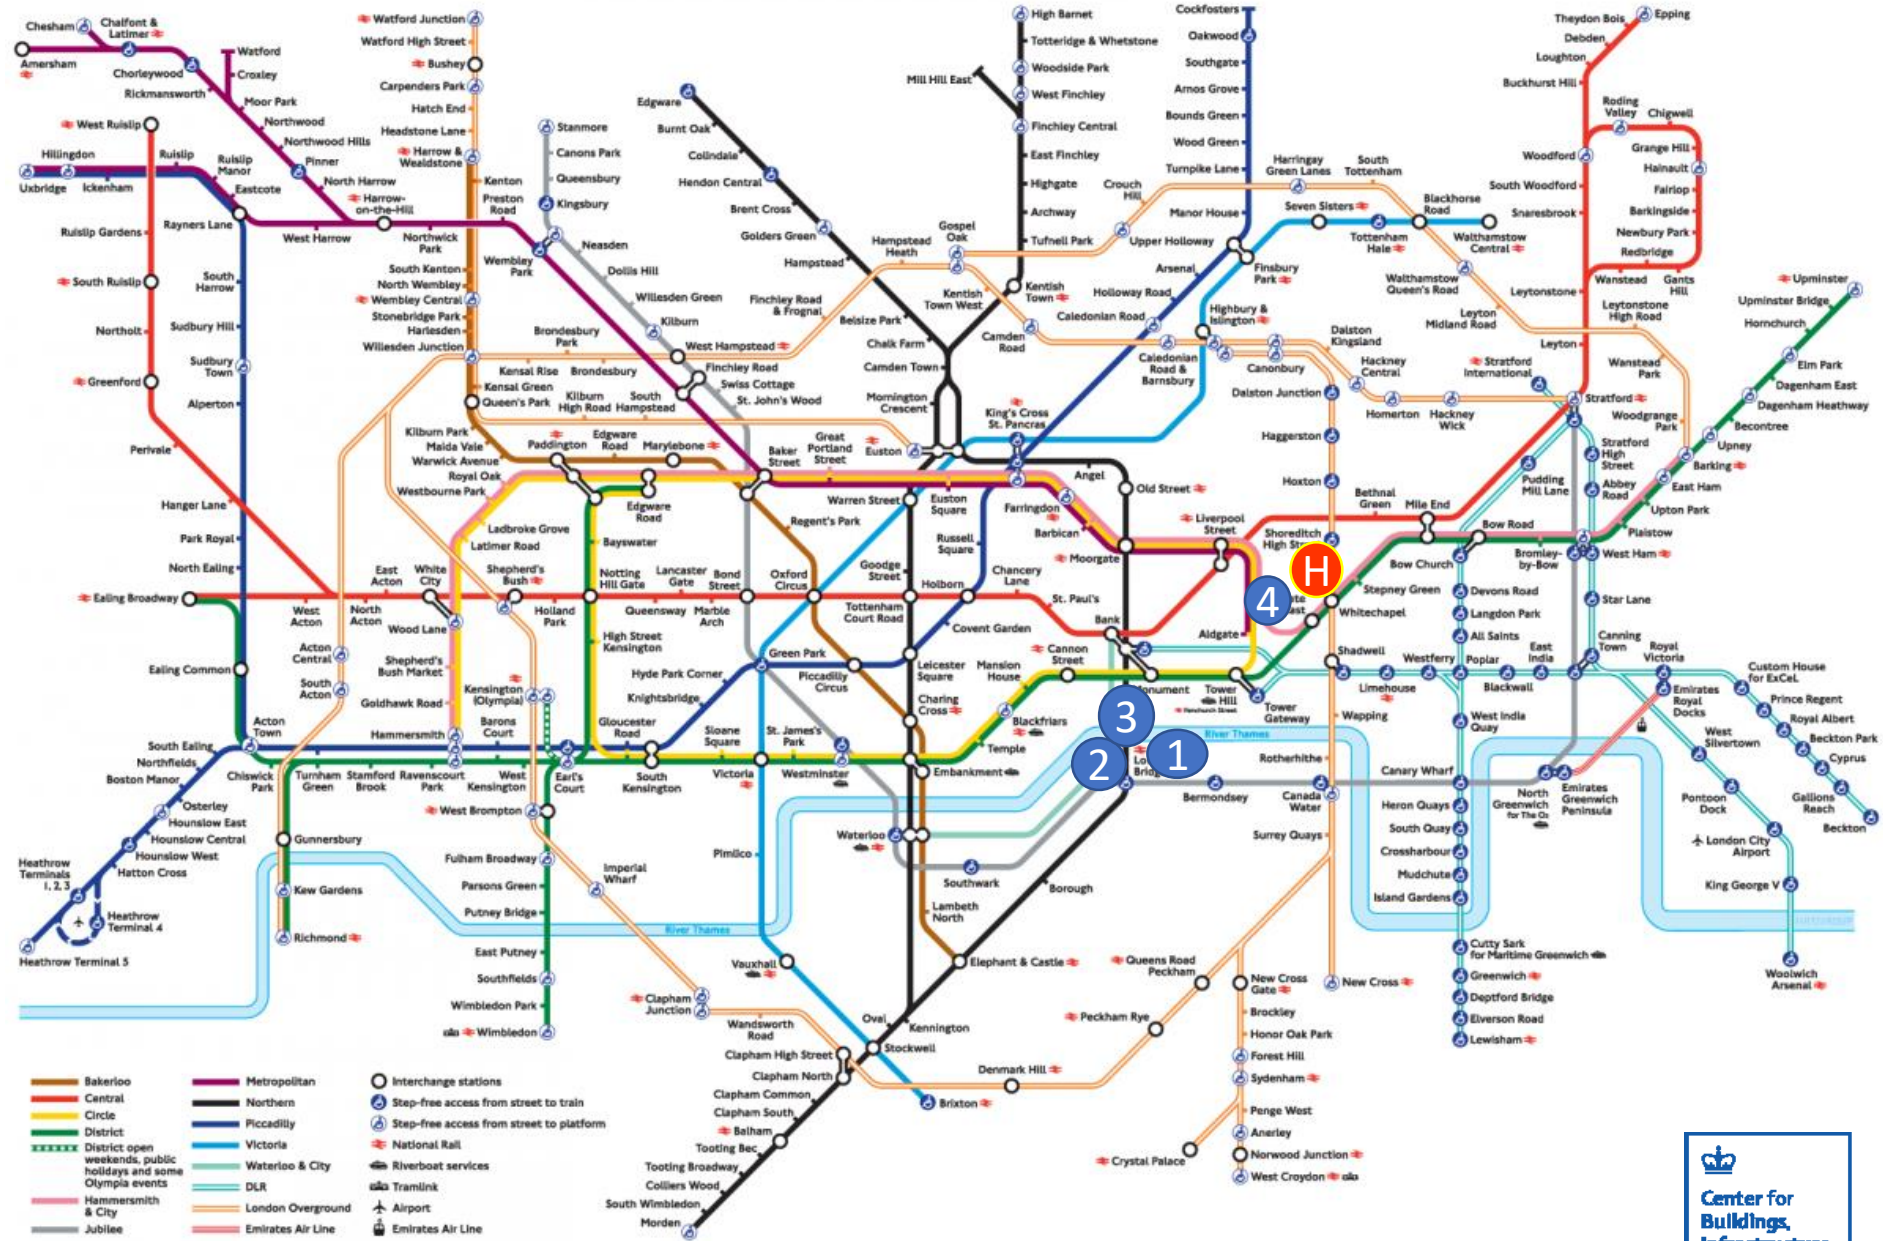 Chesham
Chalfont &
Latimer
Amersham
Chorleywood
Rickmansworth
Watford
Croxley
Moor Park
Northwood
Northwood Hills
Pinner
North Harrow
Harrow-
on-the-Hill
West Ruislip
Hillingdon
Ruislip
Ruislip
Manor
Eastcote
Uxbridge
Ickenham
Rayners Lane
West Harrow
Northwick
Park
Preston
Road
Ruislip Gardens
South Ruislip
Northolt
Greenford
Perivale
Hanger Lane
South
Harrow
Sudbury Hill
Sudbury
Town
Alperton
Park Royal
North Ealing
Ealing Broadway
Ealing Common
Watford Junction
Watford High Street
Bushey
Carpenders Park
Hatch End
Headstone Lane
Harrow &
Wealdstone
Kenton
South Kenton
North Wembley
Wembley Central
Stonebridge Park
Harlesden
Willesden Junction
Kensal Green
Queen's Park
Kilburn Park
Maida Vale
Warwick Avenue
Royal Oak
Westbourne Park
Stanmore
Canons Park
Queensbury
Kingsbury
Wembley
Park
Neasden
Dollis Hill
Willesden Green
Kilburn
West Hampstead
Finchley Road
Swiss Cottage
St. John's Wood
Brondesbury
Park
Kensal Rise
Brondesbury
Kilburn
High Road
South
Hampstead
Finchley Road
& Frognal
Hampstead
Heath
Gospel
Oak
Edgware
Burnt Oak
Colindale
Hendon Central
Brent Cross
Golders Green
Hampstead
Belsize Park
Chalk Farm
Camden Town
Mornington
Crescent
Mill Hill East
High Barnet
Totteridge & Whetstone
Woodside Park
West Finchley
Finchley Central
East Finchley
Highgate
Archway
Tufnell Park
Kentish
Town
Kentish
Town West
Camden
Road
Cockfosters
Oakwood
Southgate
Arnos Grove
Bounds Green
Wood Green
Turnpike Lane
Manor House
Crouch
Hill
Upper Holloway
Arsenal
Holloway Road
Caledonian Road
Finsbury
Park
Harringay
Green Lanes
South
Tottenham
Seven Sisters
Blackhorse
Road
Tottenham
Hale
Walthamstow
Central
Walthamstow
Queen's Road
Leyton
Midland Road
Leytonstone
High Road
Wanstead
Park
Woodgrange
Park
Highbury &
Islington
Caledonian
Road &
Barnsbury
Canonbury
Dalston
Kingsland
Hackney
Central
Homerton
Hackney
Wick
Dalston Junction
Haggerston
Hoxton
Theydon Bois
Epping
Debden
Loughton
Buckhurst Hill
Roding
Valley
Chigwell
Grange Hill
Hainault
Fairlop
Barkingside
Newbury Park
Redbridge
Wanstead
Gants
Hill
Woodford
South Woodford
Snaresbrook
Leytonstone
Leyton
Stratford
International
Stratford
Stratford
High
Street
Pudding
Mill Lane
Abbey
Road
Upminster
Upminster Bridge
Hornchurch
Elm Park
Dagenham East
Dagenham Heathway
Becontree
Upney
Barking
East Ham
Upton Park
Plaistow
West Ham
Bromley-
by-Bow
Bow Road
Bow Church
Mile End
Bethnal
Green
Stepney Green
Whitechapel
Paddington
Edgware
Road
Marylebone
Baker
Street
Great
Portland
Street
Euston
King's Cross
St. Pancras
Edgware
Road
Warren Street
Euston
Square
Regent's Park
Russell
Square
Farringdon
Barbican
Moorgate
Angel
Old Street
Liverpool
Street
Shoreditch
High
H
4
Ladbroke Grove
Latimer Road
Bayswater
Notting
Hill Gate
Lancaster
Gate
Bond
Street
Oxford
Circus
Goodse
Street
Holborn
Chancery
Lane
St. Paul's
Bank
Aldgate
East
Acton
White
City
Shepherd's
Bush
West
Acton
North
Acton
Wood Lane
Holland
Park
Queensway
Marble
Arch
Tottenham
Court Road
Covent Garden
Acton
Central
South
Acton
Shepherd's
Bush Market
Goldhawk Road
Hammersmith
Kensington
(Olympia)
High Street
Kensington
Hyde Park Corner
Knightsbridge
Green Park
Piccadilly
Circus
Leicester
Square
Charing
Cross
Mansion
House
Cannon
Street
Tower
Hill
Fenchurch Street
Tower
Gateway
Blackfriars
Temple
Embankment
3
2
1
River Thames
Acton
Town
South Ealing
Northfields
Boston Manor
Osterley
Hounslow East
Hounslow Central
Hounslow West
Hatton Cross
Heathrow
Terminals
1, 2, 3
Heathrow
Terminal 4
Heathrow Terminal 5
Chiswick
Park
Turnham
Green
Stamford
Brook
Ravenscourt
Park
Barons
Court
West
Kensington
Earl's
Court
Gloucester
Road
South
Kensington
Sloane
Square
Victoria
St. James's
Park
Westminster
Gunnersbury
Kew Gardens
Richmond
West Brompton
Fulham Broadway
Parsons Green
Putney Bridge
East Putney
Southfields
Wimbledon Park
Wimbledon
Imperial
Wharf
Clapham
Junction
River Thames
Pimlico
Vauxhall
Waterloo
Southwark
Lambeth
North
Borough
Elephant & Castle
Kennington
Oval
Stockwell
Wandsworth
Road
Clapham High Street
Clapham North
Clapham Common
Clapham South
Balham
Tooting Bec
Tooting Broadway
Colliers Wood
South Wimbledon
Morden
Brixton
Denmark Hill
Peckham Rye
Queens Road
Peckham
Bermondsey
Canada
Water
Rotherhithe
Wapping
Shadwell
Surrey Quays
New Cross
New Cross
Gate
Brockley
Honor Oak Park
Forest Hill
Sydenham
Penge West
Anerley
Norwood Junction
West Croydon
Crystal Palace
Devons Road
Langdon Park
All Saints
Limehouse
Westferry
Poplar
Blackwall
East
India
Canning
Town
Star Lane
Royal
Victoria
Custom House
for ExCeL
Prince Regent
Royal Albert
Beckton Park
Cyprus
Gallions
Reach
Beckton
Emirates
Royal
Docks
West
Silvertown
Pontoon
Dock
London City
Airport
King George V
Woolwich
Arsenal
West India
Quay
Canary Wharf
Heron Quays
South Quay
Crossharbour
Mudchute
Island Gardens
Cutty Sark
for Maritime Greenwich
Greenwich
Deptford Bridge
Elverson Road
Lewisham
North
Greenwich
for The O2
Emirates
Greenwich
Peninsula
Bakerloo
Central
Circle
District
District open
weekends, public
holidays and some
Olympia events
Hammersmith
& City
Jubilee
Metropolitan
Northern
Piccadilly
Victoria
Waterloo & City
DLR
London Overground
Emirates Air Line
Interchange stations
Step-free access from street to train
Step-free access from street to platform
National Rail
Riverboat services
Tramlink
Airport
Emirates Air Line
Center for
Buildings,